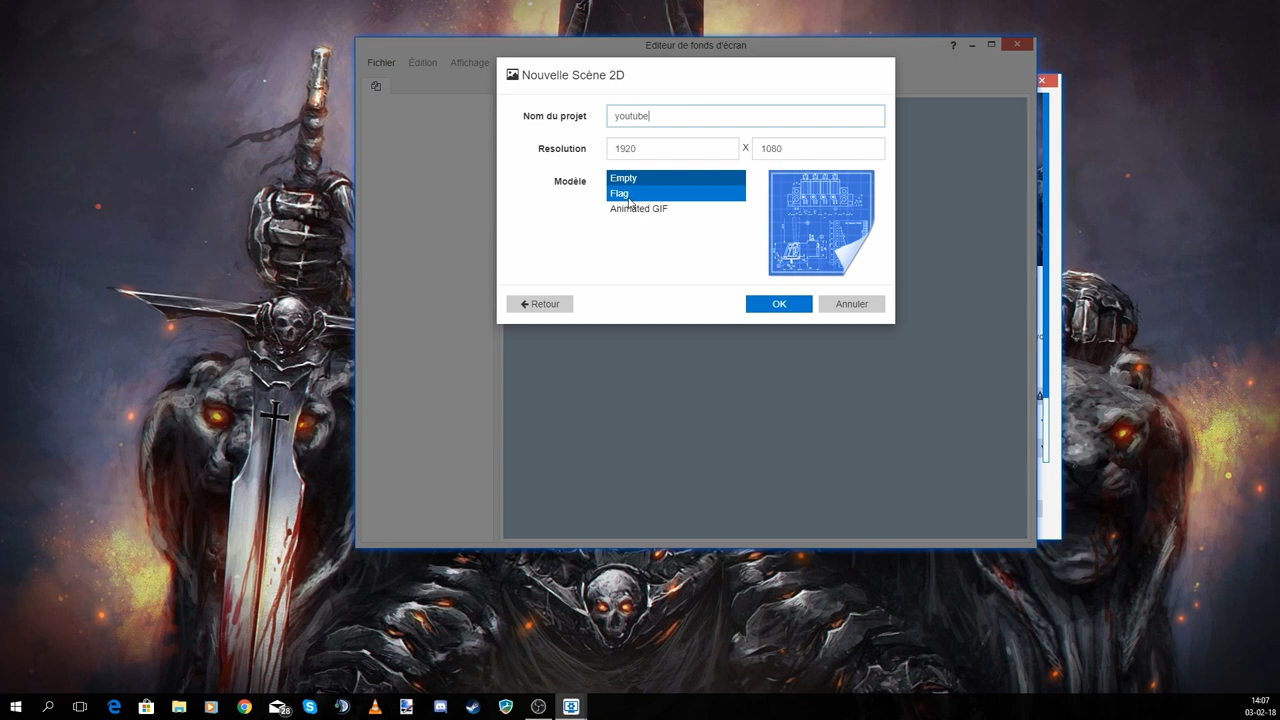 Editeur de fonds d'écran
?
Fichier Édition Affichage
Nouvelle Scène 2D
Nom du projet youtube
Resolution 1920 X 1080
Modèle Empty
Flag
Animated GIF
Retour OK Annuler
28
14:07
03-02-18